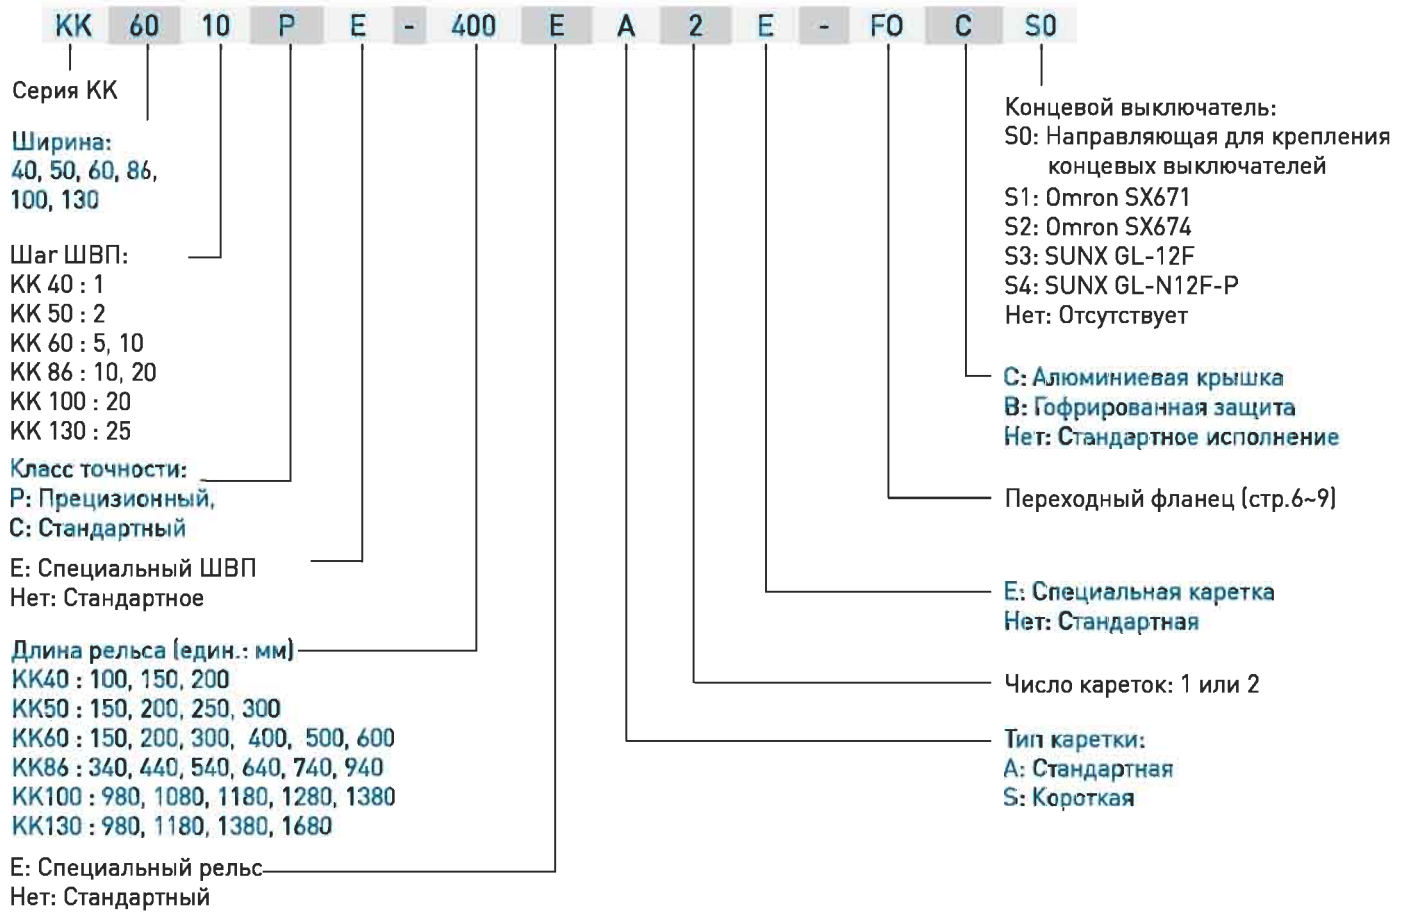 KK 60 10 P E - 400 E A 2 E - F0 C S0
Серия KK
Ширина:
40, 50, 60, 86,
100, 130
Шаг ШВП:
KK 40 : 1
KK 50 : 2
KK 60 : 5, 10
KK 86 : 10, 20
KK 100 : 20
KK 130 : 25
Класс точности:
P: Прецизионный,
C: Стандартный
E: Специальный ШВП
Нет: Стандартное
Длина рельса (един.: мм)
KK40 : 100, 150, 200
KK50 : 150, 200, 250, 300
KK60 : 150, 200, 300, 400, 500, 600
KK86 : 340, 440, 540, 640, 740, 940
KK100 : 980, 1080, 1180, 1280, 1380
KK130 : 980, 1180, 1380, 1680
E: Специальный рельс
Нет: Стандартный
Концевой выключатель:
S0: Направляющая для крепления
концевых выключателей
S1: Omron SX671
S2: Omron SX674
S3: SUNX GL-12F
S4: SUNX GL-N12F-P
Нет: Отсутствует
C: Алюминиевая крышка
B: Гофрированная защита
Нет: Стандартное исполнение
Переходный фланец (стр.6~9)
E: Специальная каретка
Нет: Стандартная
Число кареток: 1 или 2
Тип каретки:
A: Стандартная
S: Короткая